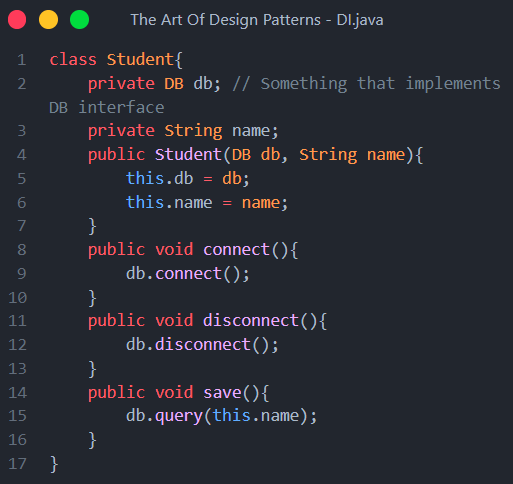 The Art Of Design Patterns - DI.java
1 class Student{
2     private DB db; // Something that implements
DB interface
3     private String name;
4     public Student(DB db, String name){
5         this.db = db;
6         this.name = name;
7     }
8     public void connect(){
9         db.connect();
10     }
11     public void disconnect(){
12         db.disconnect();
13     }
14     public void save(){
15         db.query(this.name);
16     }
17 }